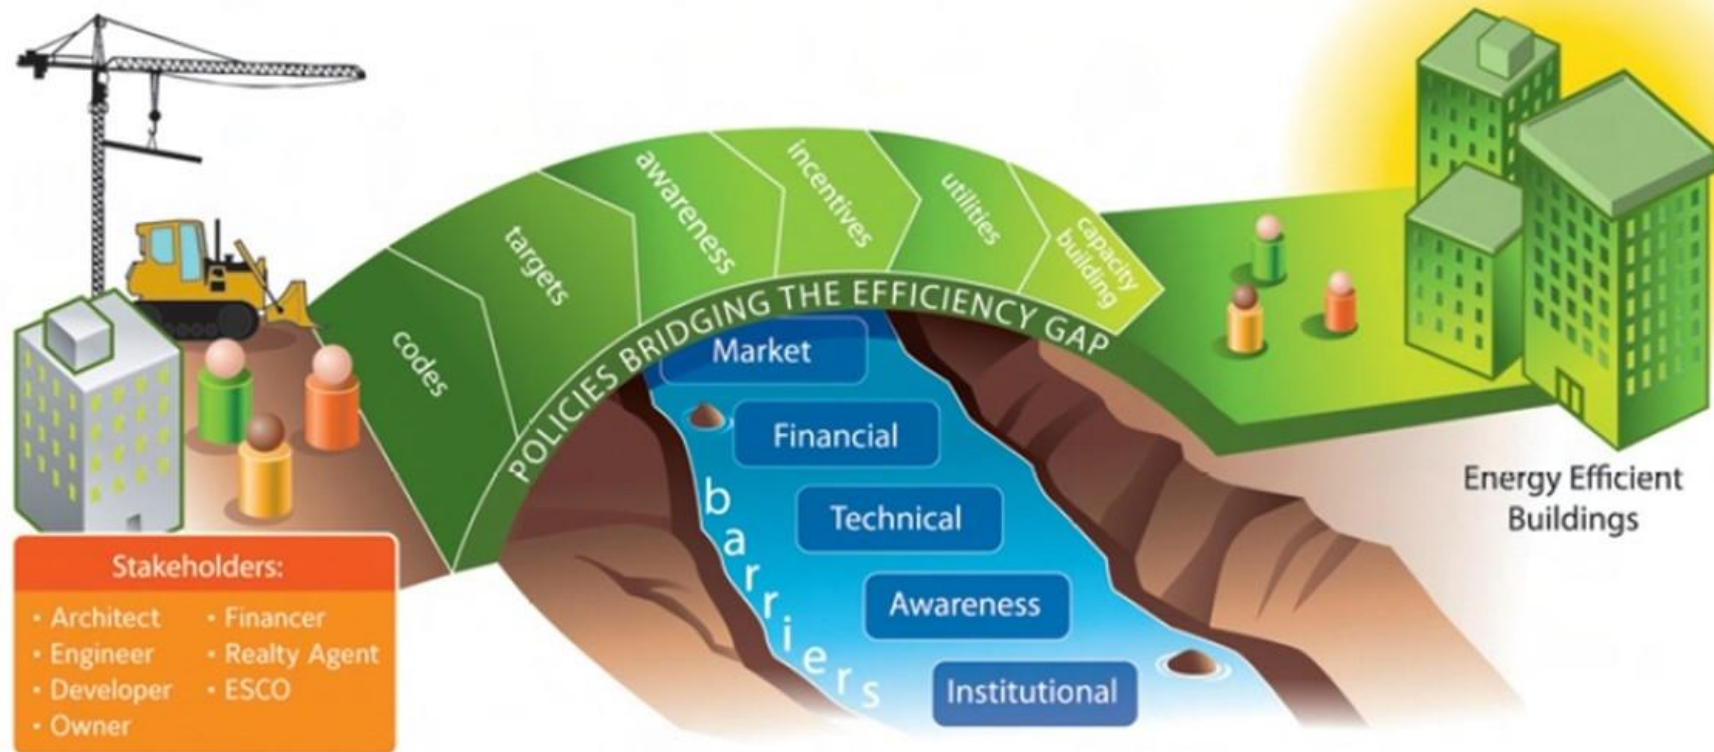 codes
targets
awareness
incentives
utilities
capacity
building
POLICIES BRIDGING THE EFFICIENCY GAP
Market
Financial
Technical
Awareness
Institutional
barriers
Energy Efficient
Buildings
Stakeholders:
• Architect
• Engineer
• Developer
• Owner
• Financer
• Realty Agent
• ESCO